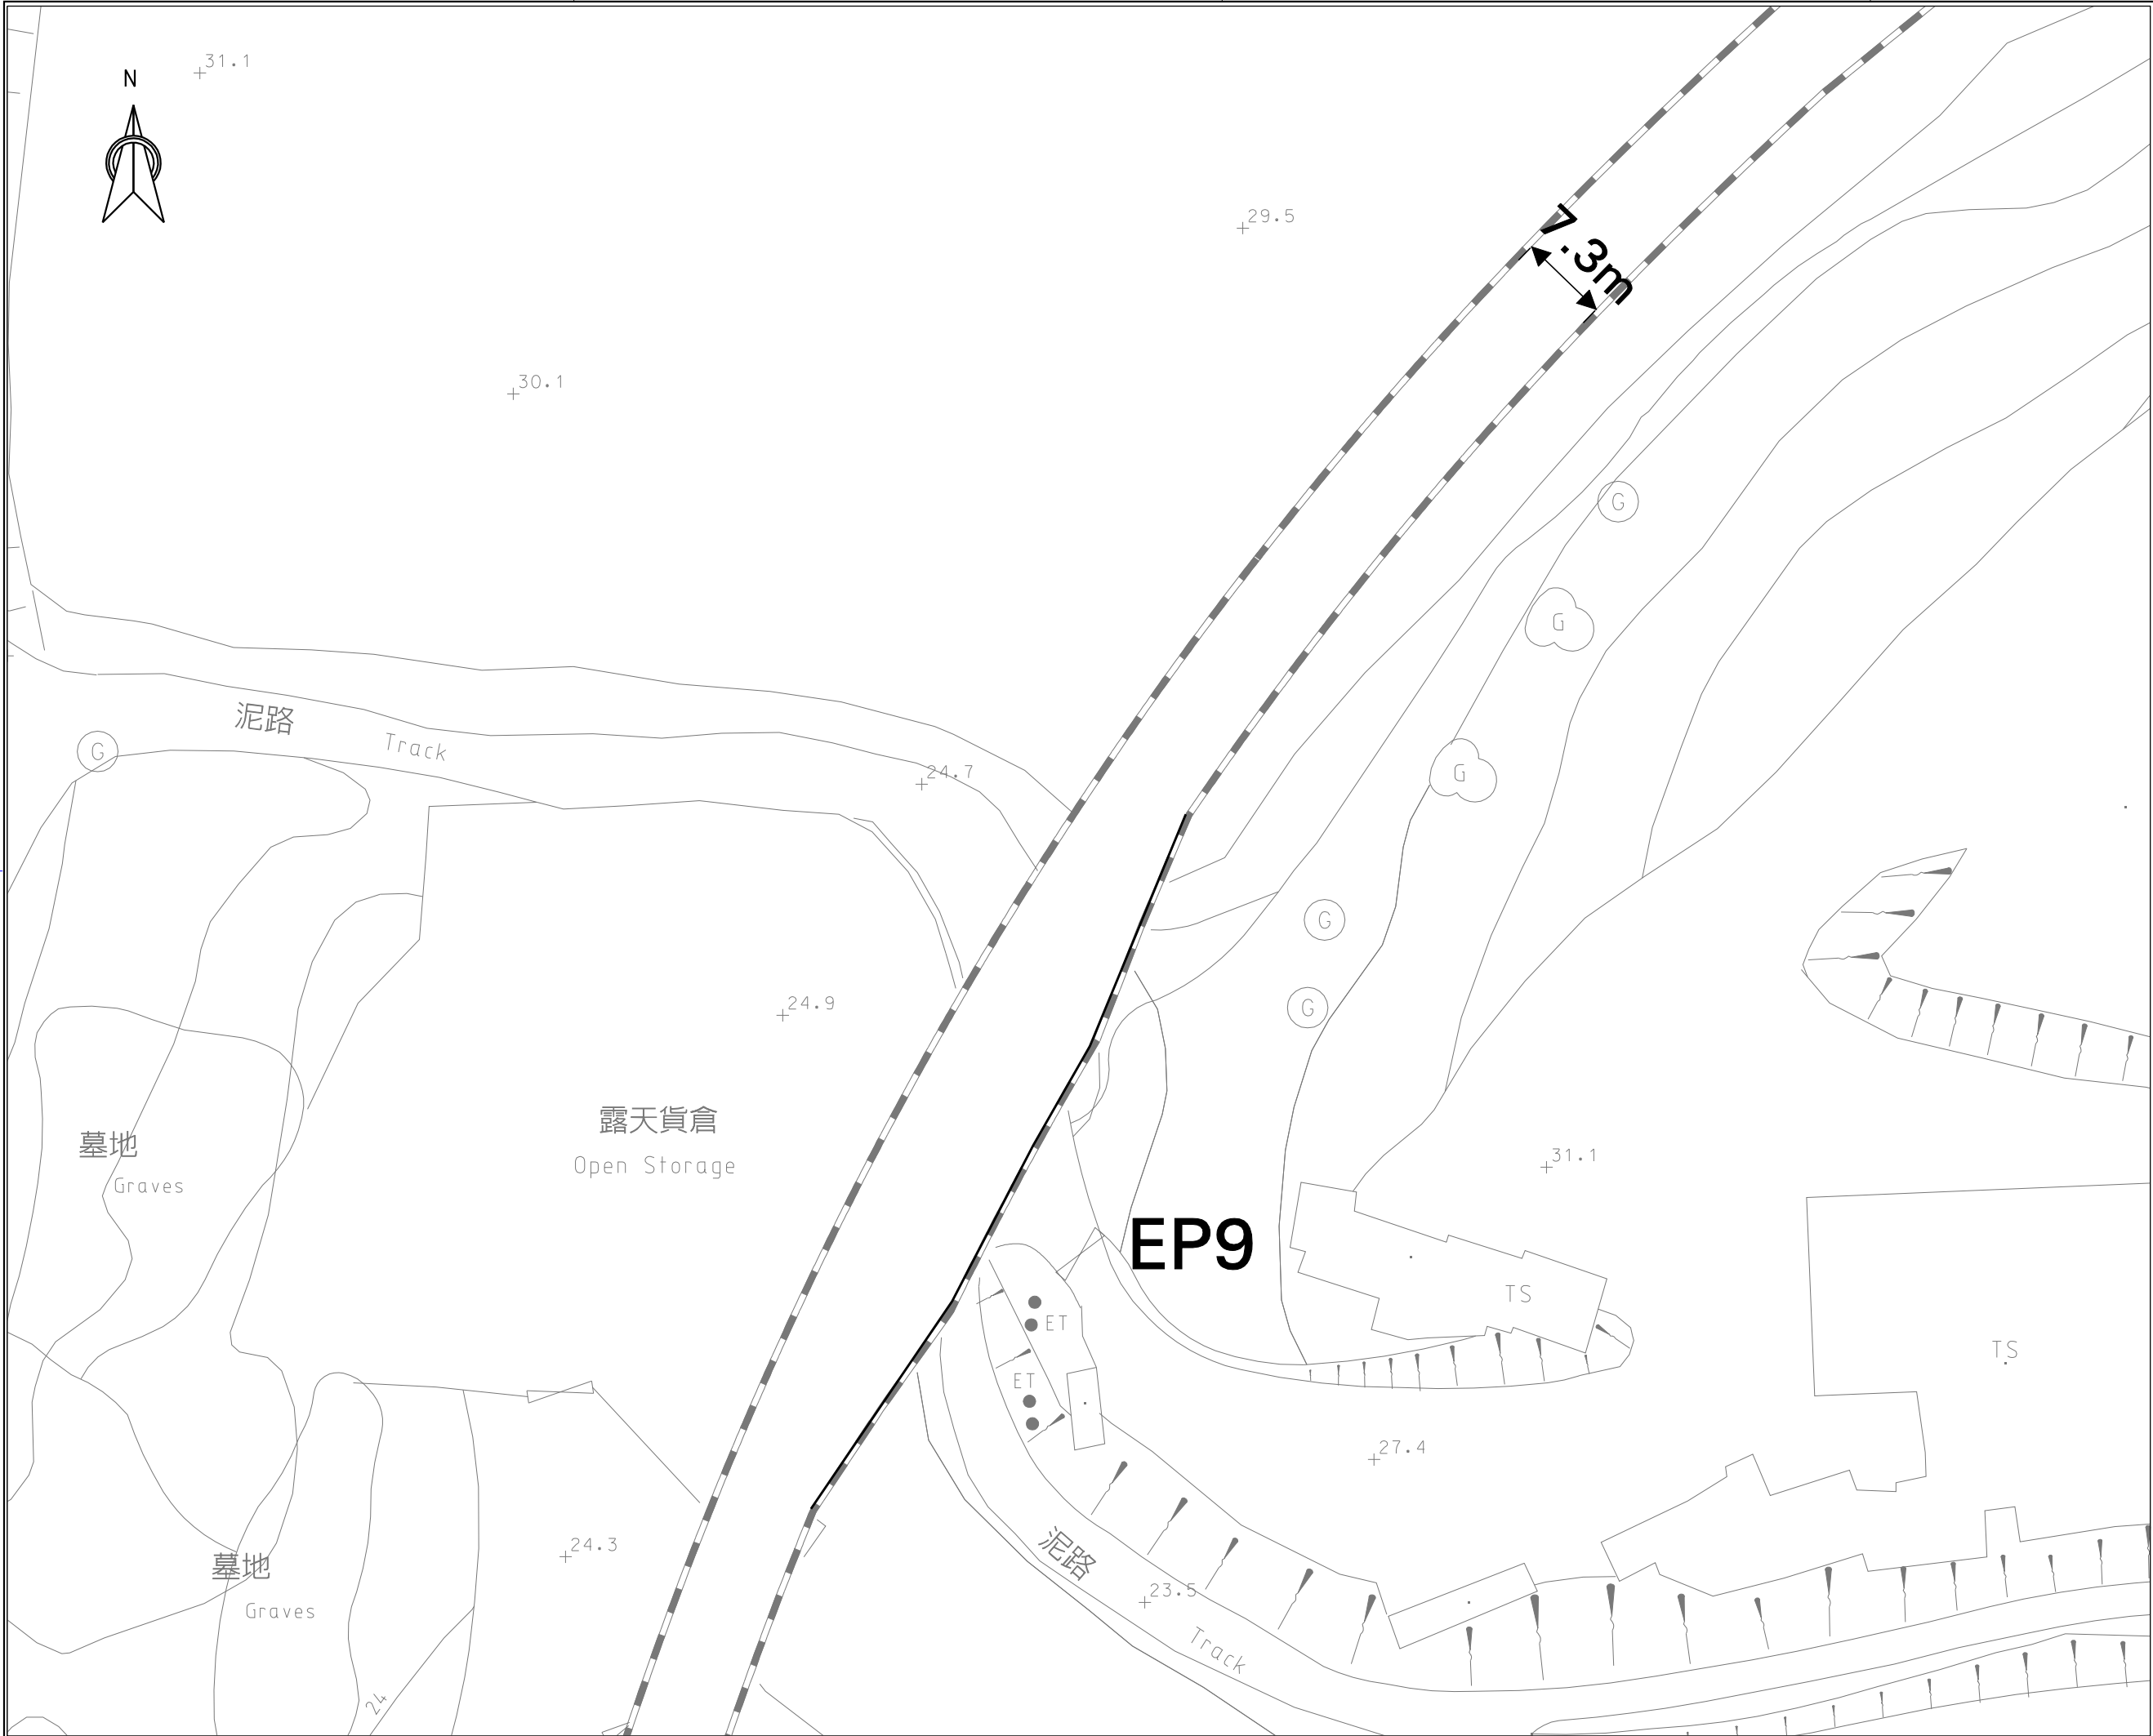 31.1
N
29.5
7.3m
30.1
G
G
泥路
Track
G
G
24.7
G
24.9
G
露天貨倉
Open Storage
墓地
Graves
31.1
EP9
TS
ET
TS
ET
27.4
24.3
泥路
墓地
23.5
Graves
Track
24